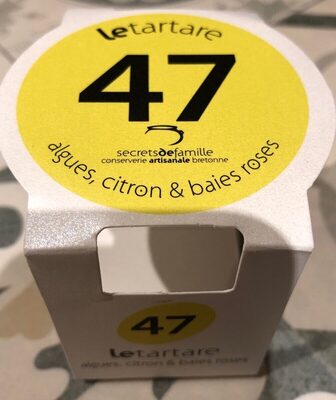 letartare
47
secretsdefamille
conserverie artisanale bretonne
algues, citron & baies roses
47
letartare
algues, citron & baies roses